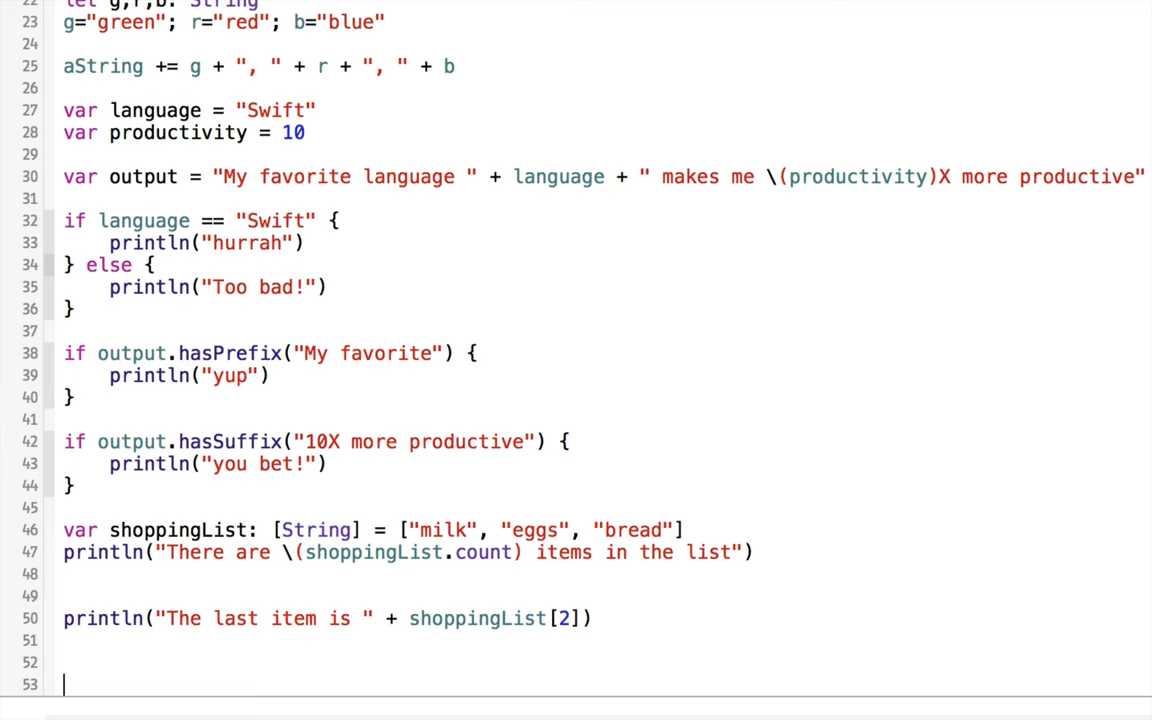 22 let g,r,b: String
23 g="green"; r="red"; b="blue"
24
25 aString += g + ", " + r + ", " + b
26
27 var language = "Swift"
28 var productivity = 10
29
30 var output = "My favorite language " + language + " makes me \(productivity)X more productive"
31
32 if language == "Swift" {
33     println("hurrah")
34 } else {
35     println("Too bad!")
36 }
37
38 if output.hasPrefix("My favorite") {
39     println("yup")
40 }
41
42 if output.hasSuffix("10X more productive") {
43     println("you bet!")
44 }
45
46 var shoppingList: [String] = ["milk", "eggs", "bread"]
47 println("There are \(shoppingList.count) items in the list")
48
49
50 println("The last item is " + shoppingList[2])
51
52
53